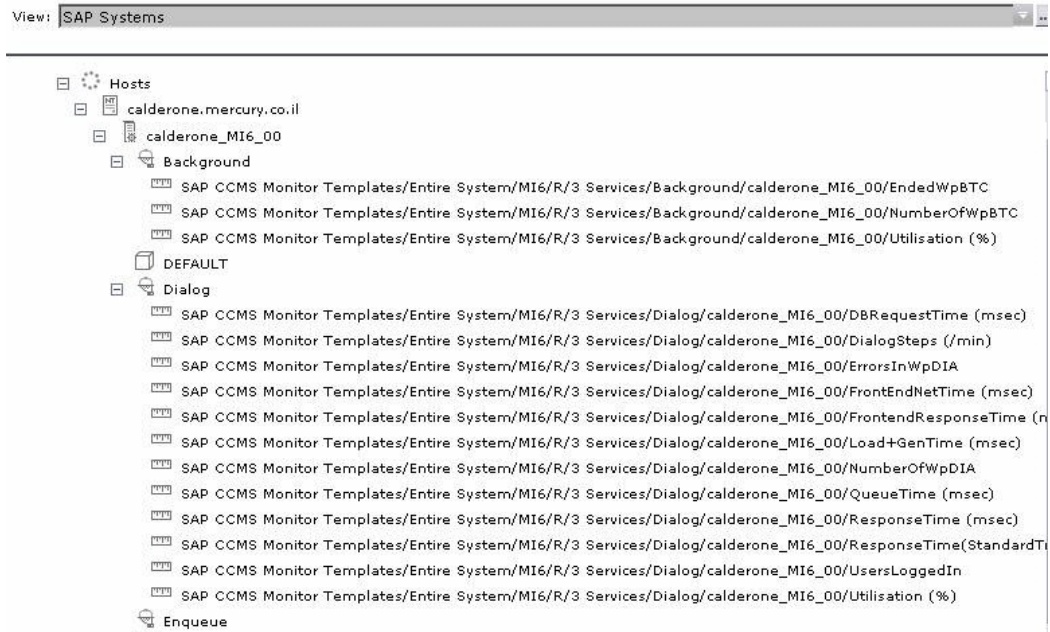 View: SAP Systems ...
Hosts
calderone.mercury.co.il
calderone_MI6_00
Background
SAP CCMS Monitor Templates/Entire System/MI6/R/3 Services/Background/calderone_MI6_00/EndedWpBTC
SAP CCMS Monitor Templates/Entire System/MI6/R/3 Services/Background/calderone_MI6_00/NumberOfWpBTC
SAP CCMS Monitor Templates/Entire System/MI6/R/3 Services/Background/calderone_MI6_00/Utilisation (%)
DEFAULT
Dialog
SAP CCMS Monitor Templates/Entire System/MI6/R/3 Services/Dialog/calderone_MI6_00/DBRequestTime (msec)
SAP CCMS Monitor Templates/Entire System/MI6/R/3 Services/Dialog/calderone_MI6_00/DialogSteps (/min)
SAP CCMS Monitor Templates/Entire System/MI6/R/3 Services/Dialog/calderone_MI6_00/ErrorsInWpDIA
SAP CCMS Monitor Templates/Entire System/MI6/R/3 Services/Dialog/calderone_MI6_00/FrontEndNetTime (msec)
SAP CCMS Monitor Templates/Entire System/MI6/R/3 Services/Dialog/calderone_MI6_00/FrontendResponseTime
SAP CCMS Monitor Templates/Entire System/MI6/R/3 Services/Dialog/calderone_MI6_00/Load+GenTime (msec)
SAP CCMS Monitor Templates/Entire System/MI6/R/3 Services/Dialog/calderone_MI6_00/NumberOfWpDIA
SAP CCMS Monitor Templates/Entire System/MI6/R/3 Services/Dialog/calderone_MI6_00/QueueTime (msec)
SAP CCMS Monitor Templates/Entire System/MI6/R/3 Services/Dialog/calderone_MI6_00/ResponseTime (msec)
SAP CCMS Monitor Templates/Entire System/MI6/R/3 Services/Dialog/calderone_MI6_00/ResponseTime(StandardT
SAP CCMS Monitor Templates/Entire System/MI6/R/3 Services/Dialog/calderone_MI6_00/UsersLoggedIn
SAP CCMS Monitor Templates/Entire System/MI6/R/3 Services/Dialog/calderone_MI6_00/Utilisation (%)
Enqueue